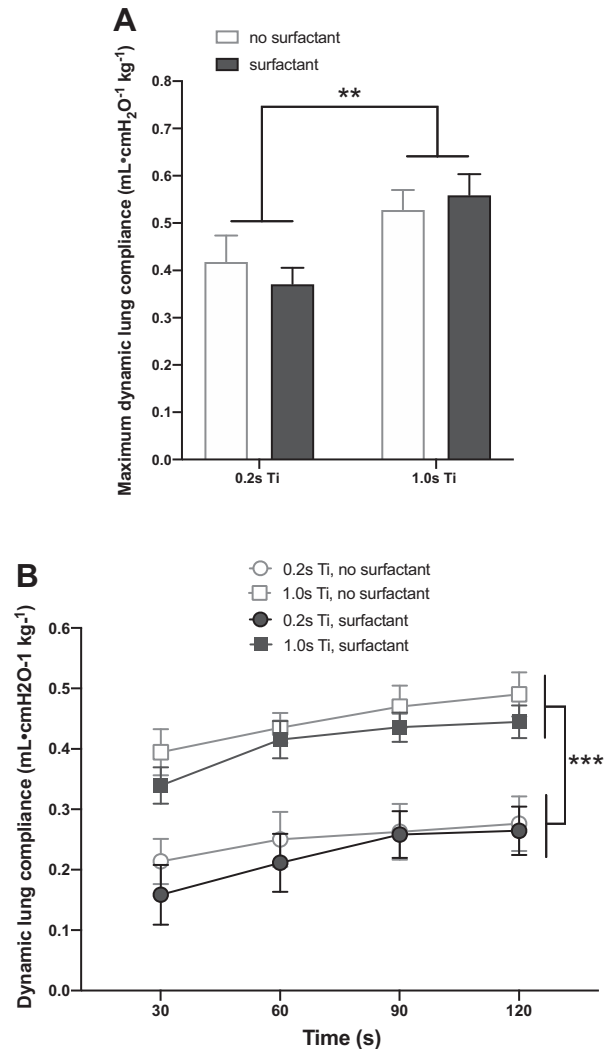 A
no surfactant
surfactant
Maximum dynamic lung compliance (mL•cmH₂O⁻¹ kg⁻¹)
0.8
0.7
0.6
0.5
0.4
0.3
0.2
0.1
0.0
**
0.2s Ti
1.0s Ti
B
0.2s Ti, no surfactant
1.0s Ti, no surfactant
0.2s Ti, surfactant
1.0s Ti, surfactant
Dynamic lung compliance (mL•cmH2O-1 kg⁻¹)
0.6
0.5
0.4
0.3
0.2
0.1
0.0
***
30
60
90
120
Time (s)